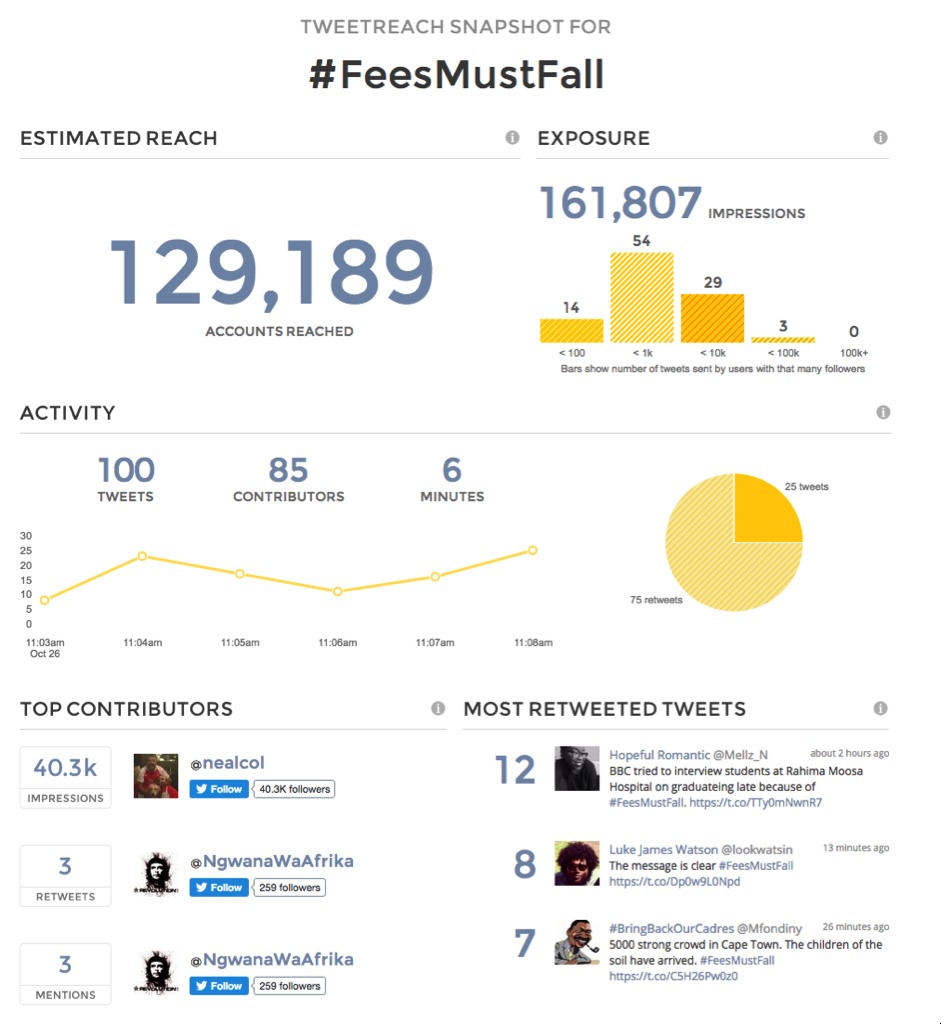 TWEETREACH SNAPSHOT FOR
#FeesMustFall
ESTIMATED REACH
129,189
ACCOUNTS REACHED
EXPOSURE
161,807 IMPRESSIONS
54
29
14
3
0
< 100
< 1k
< 10k
< 100k
100k+
Bars show number of tweets sent by users with that many followers
ACTIVITY
100
TWEETS
85
CONTRIBUTORS
6
MINUTES
30
25
20
15
10
5
0
11:03am
Oct 26
11:04am
11:05am
11:06am
11:07am
11:08am
25 tweets
75 retweets
TOP CONTRIBUTORS
40.3k
IMPRESSIONS
@nealcol
Follow
40.3K followers
3
RETWEETS
@NgwanaWaAfrika
Follow
259 followers
3
MENTIONS
@NgwanaWaAfrika
Follow
259 followers
MOST RETWEETED TWEETS
12
Hopeful Romantic @Mellz_N about 2 hours ago
BBC tried to interview students at Rahima Moosa
Hospital on graduateing late because of
#FeesMustFall. https://t.co/TTy0mNwnR7
8
Luke James Watson @lookwatsin 13 minutes ago
The message is clear #FeesMustFall
https://t.co/Dp0w9L0Npd
7
#BringBackOurCadres @Mfondiny 26 minutes ago
5000 strong crowd in Cape Town. The children of the
soil have arrived. #FeesMustFall
https://t.co/C5H26Pw0z0